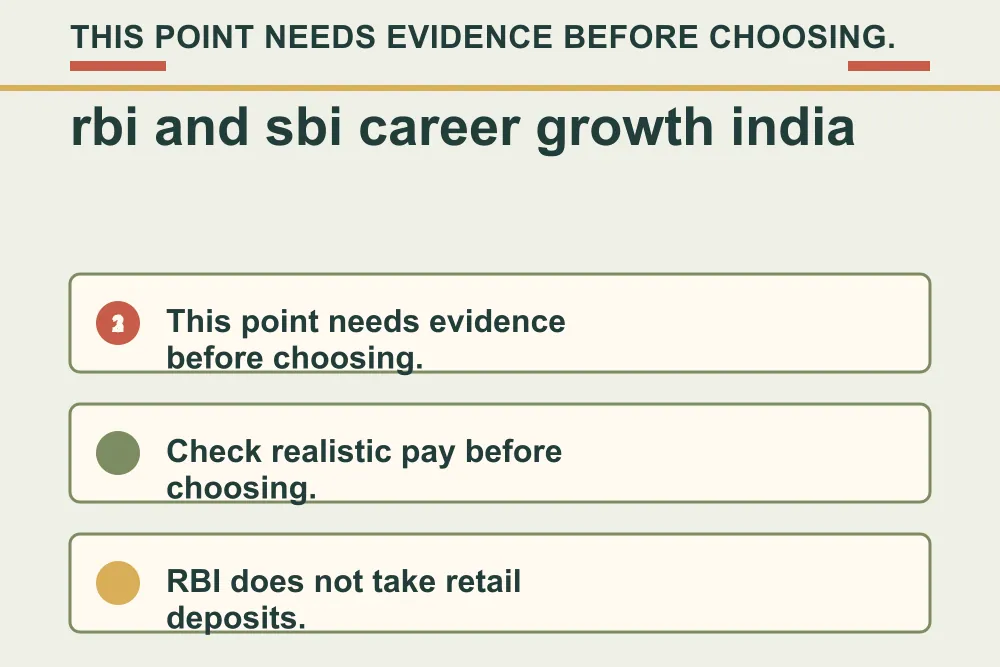 THIS POINT NEEDS EVIDENCE BEFORE CHOOSING.
rbi and sbi career growth india
This point needs evidence
before choosing.
Check realistic pay before
choosing.
RBI does not take retail
deposits.